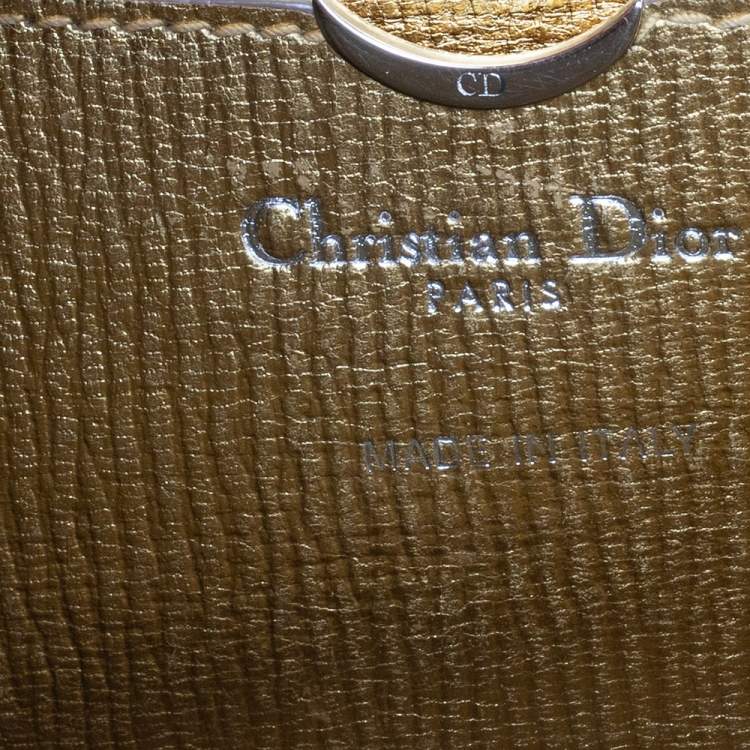 CD
Christian Dior
PARIS
MADE IN ITALY